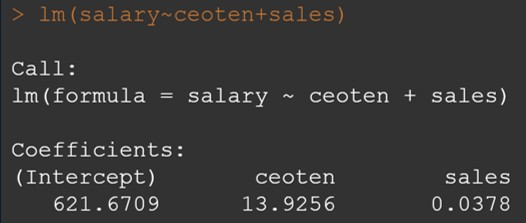 > lm(salary~ceoten+sales)
Call:
lm(formula = salary ~ ceoten + sales)
Coefficients:
(Intercept) ceoten sales
621.6709 13.9256 0.0378